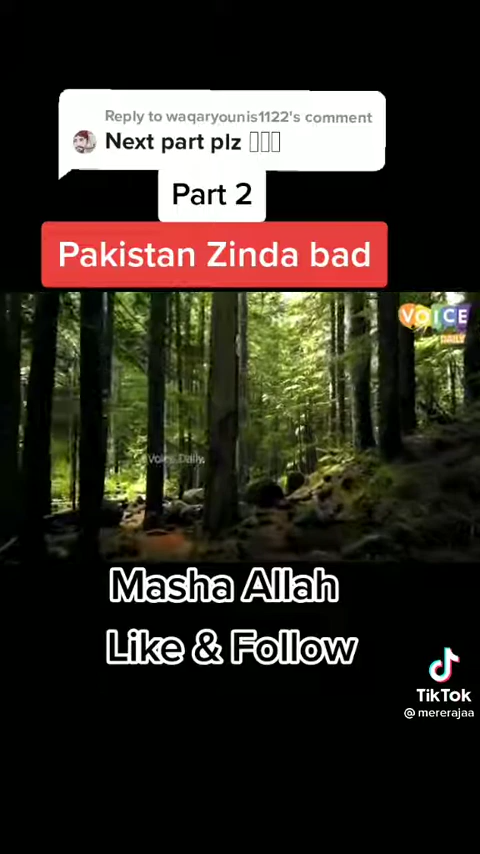 Reply to waqaryounis1122's comment
Next part plz
Part 2
Pakistan Zinda bad
VOICE
DAILY
Voice Daily
Masha Allah
Like & Follow
TikTok
@ mererajaa